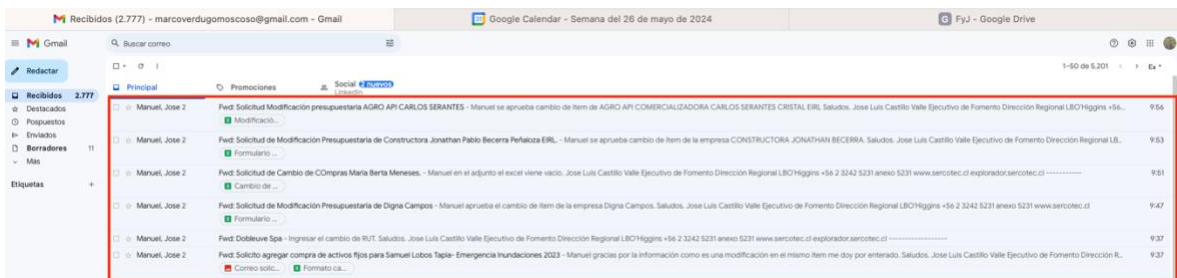 Recibidos (2.777) - marcoverdugomoscoso@gmail.com - Gmail
Google Calendar - Semana del 26 de mayo de 2024
G FyJ - Google Drive
Gmail
Buscar correo
Redactar
1–50 de 5,201
Es
Principal
Promociones
Social 2 nuevos
LinkedIn
Recibidos 2.777
Destacados
Pospuestos
Enviados
Borradores 11
Más
Etiquetas +
Manuel, Jose 2 Fwd: Solicitud Modificación presupuestaria AGRO API CARLOS SERANTES - Manuel se aprueba cambio de item de AGRO API COMERCIALIZADORA CARLOS SERANTES CRISTAL EIRL Saludos. Jose Luis Castillo Valle Ejecutivo de Fomento Dirección Regional LBO'Higgins +56... 9:56
Modificació...
Manuel, Jose 2 Fwd: Solicitud de Modificación Presupuestaria de Constructora Jonathan Pablo Becerra Peñaloza EIRL. - Manuel se aprueba cambio de item de la empresa CONSTRUCTORA JONATHAN BECERRA. Saludos. Jose Luis Castillo Valle Ejecutivo de Fomento Dirección Regional LB... 9:53
Formulario ...
Manuel, Jose 2 Fwd: Solicitud de Cambio de COmpras Maria Berta Meneses. - Manuel en el adjunto el excel viene vacio. Jose Luis Castillo Valle Ejecutivo de Fomento Dirección Regional LBO'Higgins +56 2 3242 5231 anexo 5231 www.sercotec.cl explorador.sercotec.cl ----------- 9:51
Cambio de ...
Manuel, Jose 2 Fwd: Solicitud de Modificación Presupuestaria de Digna Campos - Manuel aprueba el cambio de item de la empresa Digna Campos. Saludos. Jose Luis Castillo Valle Ejecutivo de Fomento Dirección Regional LBO'Higgins +56 2 3242 5231 anexo 5231 www.sercotec.cl 9:47
Formulario ...
Manuel, Jose 2 Fwd: Dobleuve Spa - Ingresar el cambio de RUT. Saludos. Jose Luis Castillo Valle Ejecutivo de Fomento Dirección Regional LBO'Higgins +56 2 3242 5231 anexo 5231 www.sercotec.cl explorador.sercotec.cl ------------------- 9:37
Manuel, Jose 2 Fwd: Solicito agregar compra de activos fijos para Samuel Lobos Tapia- Emergencia Inundaciones 2023 - Manuel gracias por la información como es una modificación en el mismo item me doy por enterado. Saludos. Jose Luis Castillo Valle Ejecutivo de Fomento Dirección R... 9:37
Correo solic...
Formato ca...